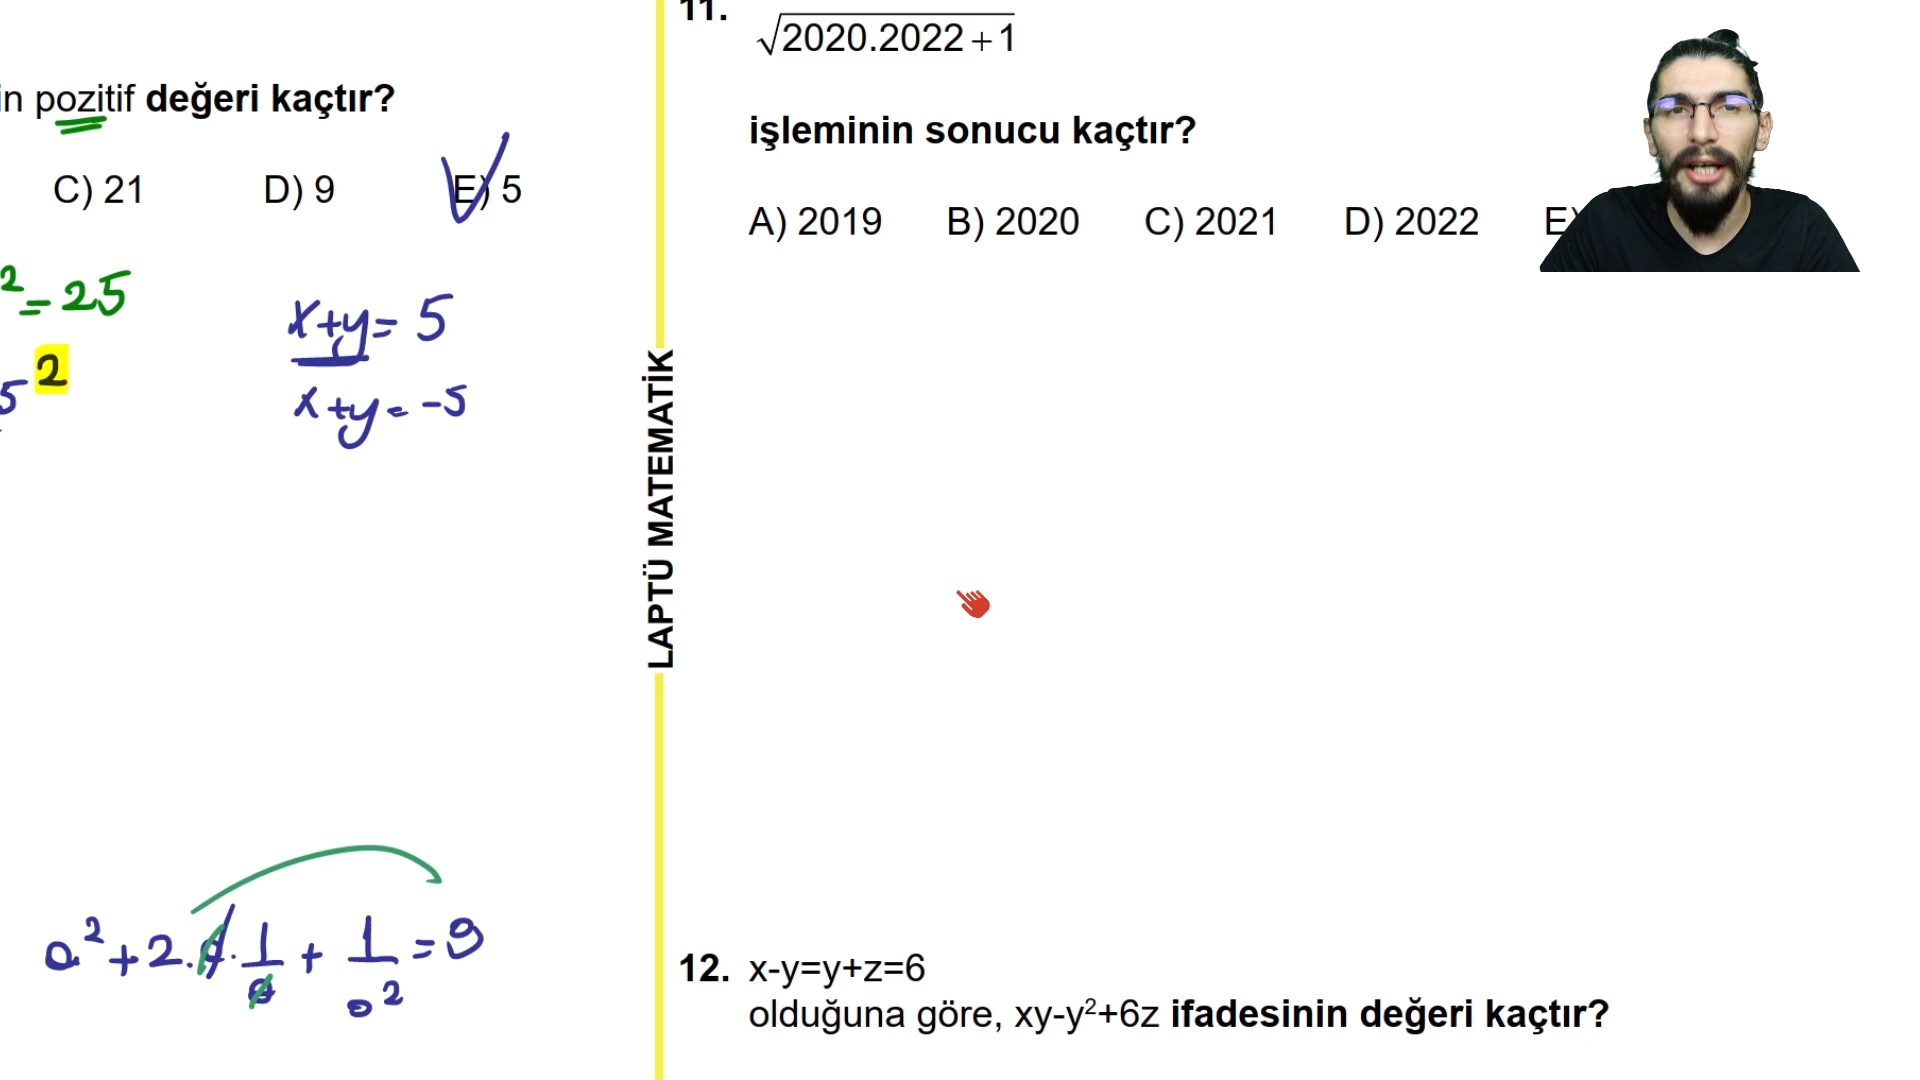 in pozitif değeri kaçtır?
C) 21 D) 9 E) 5
²=25
5²
x+y=5
x+y=-5
a²+2.a.1/a+1/a²=9
LAPTÜ MATEMATİK
11.
√2020.2022+1
işleminin sonucu kaçtır?
A) 2019 B) 2020 C) 2021 D) 2022 E)
12. x-y=y+z=6
olduğuna göre, xy-y²+6z ifadesinin değeri kaçtır?